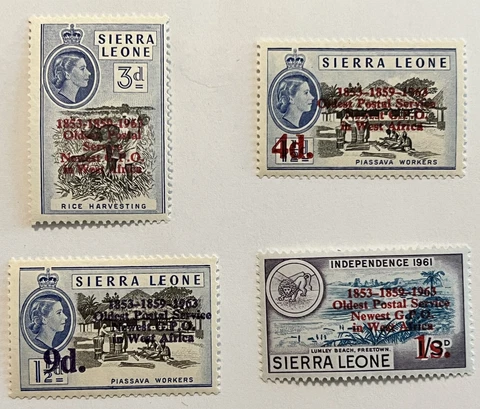 SIERRA
LEONE
3d
1853–1859–1963
Oldest Postal
Service
Newest G.P.O.
in West Africa
RICE HARVESTING
SIERRA LEONE
1853–1859–1963
Oldest Postal Service
Newest G.P.O.
in West Africa
4d.
PIASSAVA WORKERS
SIERRA LEONE
1853–1859–1963
Oldest Postal Service
Newest G.P.O.
in West Africa
9d.
1½d
PIASSAVA WORKERS
INDEPENDENCE 1961
1853–1859–1963
Oldest Postal Service
Newest G.P.O.
in West Africa
1/s.
LUMLEY BEACH, FREETOWN.
SIERRA LEONE